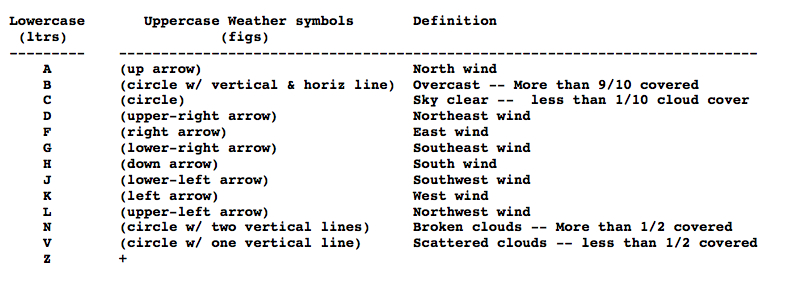 Lowercase Uppercase Weather symbols Definition
(ltrs) (figs)
--------- ---------------------------------------------------------------------------
A (up arrow) North wind
B (circle w/ vertical & horiz line) Overcast -- More than 9/10 covered
C (circle) Sky clear -- less than 1/10 cloud cover
D (upper-right arrow) Northeast wind
F (right arrow) East wind
G (lower-right arrow) Southeast wind
H (down arrow) South wind
J (lower-left arrow) Southwest wind
K (left arrow) West wind
L (upper-left arrow) Northwest wind
N (circle w/ two vertical lines) Broken clouds -- More than 1/2 covered
V (circle w/ one vertical line) Scattered clouds -- less than 1/2 covered
Z +